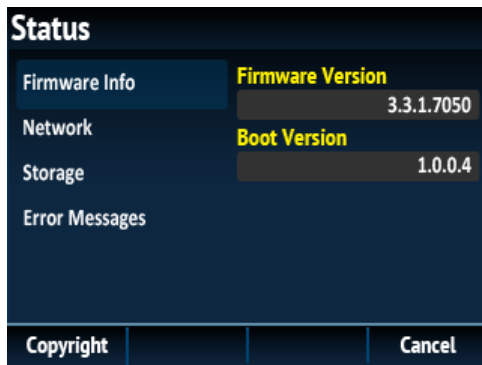 Status
Firmware Info
Network
Storage
Error Messages
Firmware Version
3.3.1.7050
Boot Version
1.0.0.4
Copyright
Cancel